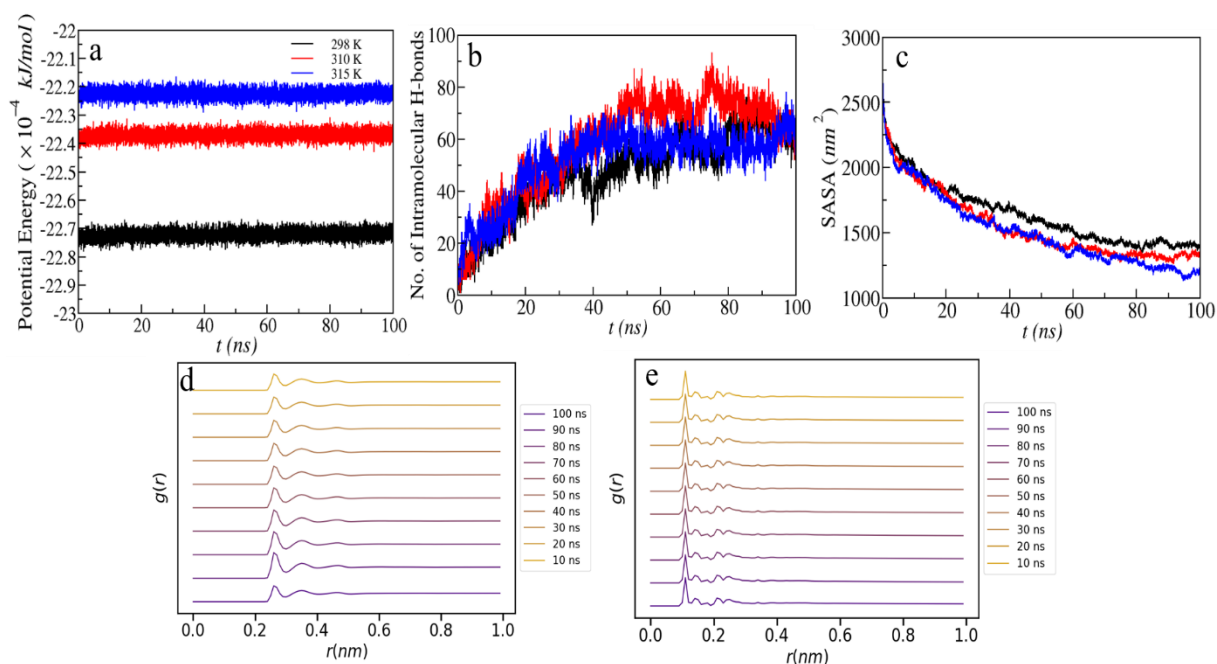 a
Potential Energy ( × 10⁻⁴ kJ/mol)
-22
-22.1
-22.2
-22.3
-22.4
-22.5
-22.6
-22.7
-22.8
-22.9
-23
298 K
310 K
315 K
0 20 40 60 80 100
t (ns)
b
No. of Intramolecular H-bonds
100
80
60
40
20
0
0 20 40 60 80 100
t (ns)
c
SASA (nm²)
3000
2500
2000
1500
1000
0 20 40 60 80 100
t (ns)
d
g(r)
100 ns
90 ns
80 ns
70 ns
60 ns
50 ns
40 ns
30 ns
20 ns
10 ns
0.0 0.2 0.4 0.6 0.8 1.0
r(nm)
e
g(r)
100 ns
90 ns
80 ns
70 ns
60 ns
50 ns
40 ns
30 ns
20 ns
10 ns
0.0 0.2 0.4 0.6 0.8 1.0
r(nm)